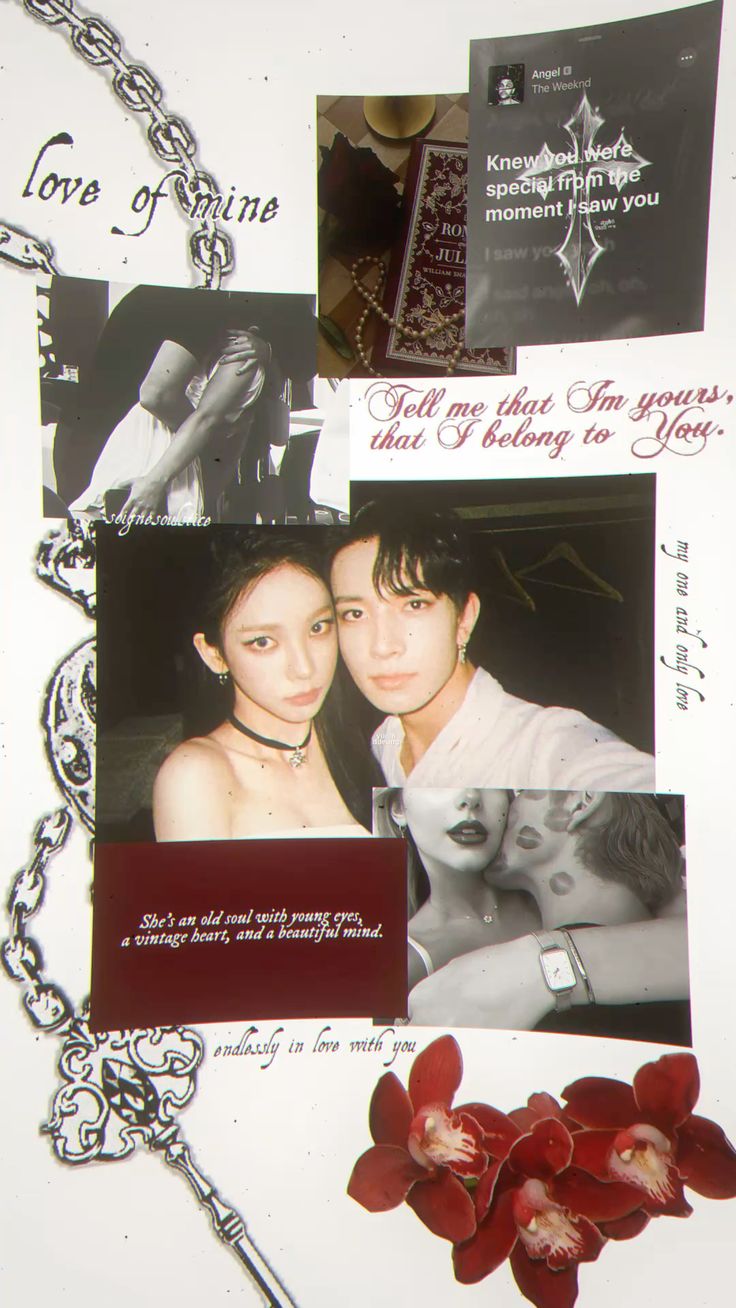 love of mine
Angel E
The Weeknd
Knew you were
special from the
moment I saw you
ROM
JUL
WILLIAM SHA
Tell me that I'm yours,
that I belong to You.
soignesoulstice
my one and only love
She's an old soul with young eyes,
a vintage heart, and a beautiful mind.
endlessly in love with you